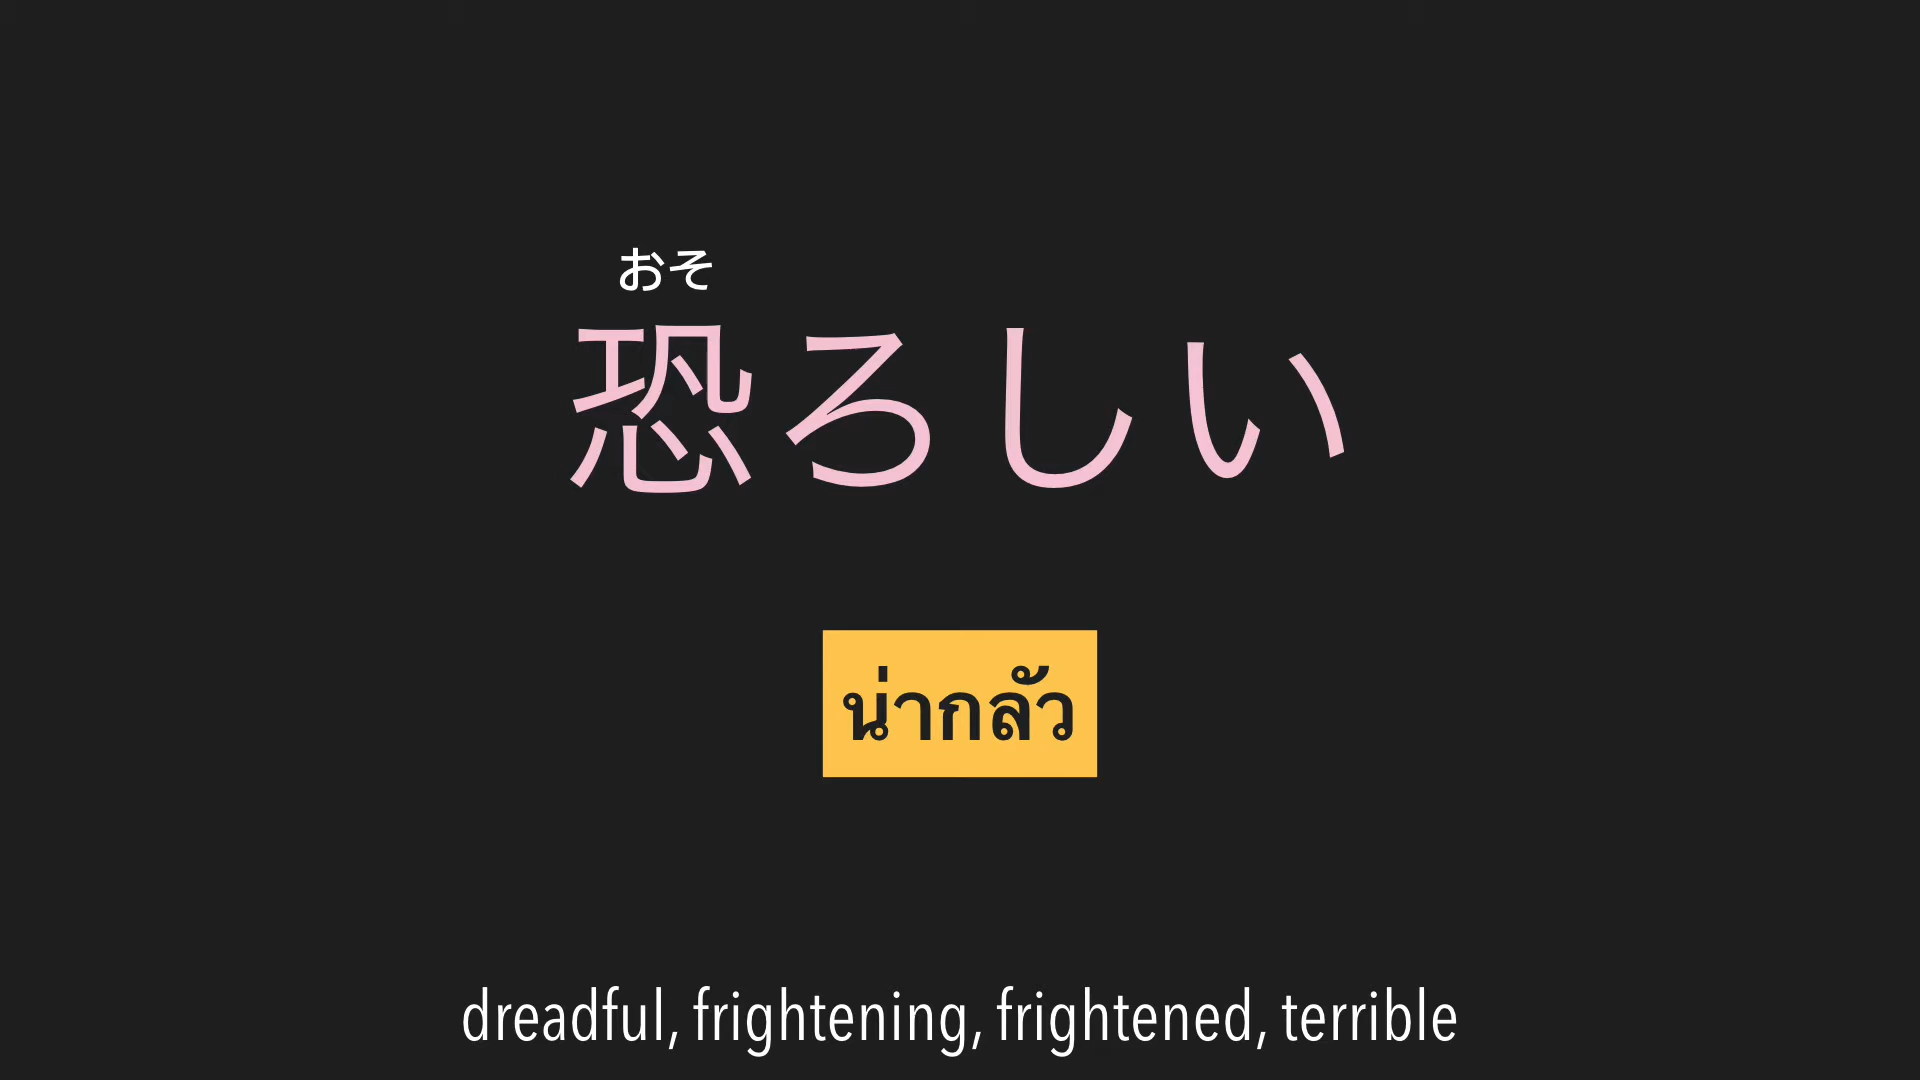 おそ
恐ろしい
น่ากลัว
dreadful, frightening, frightened, terrible